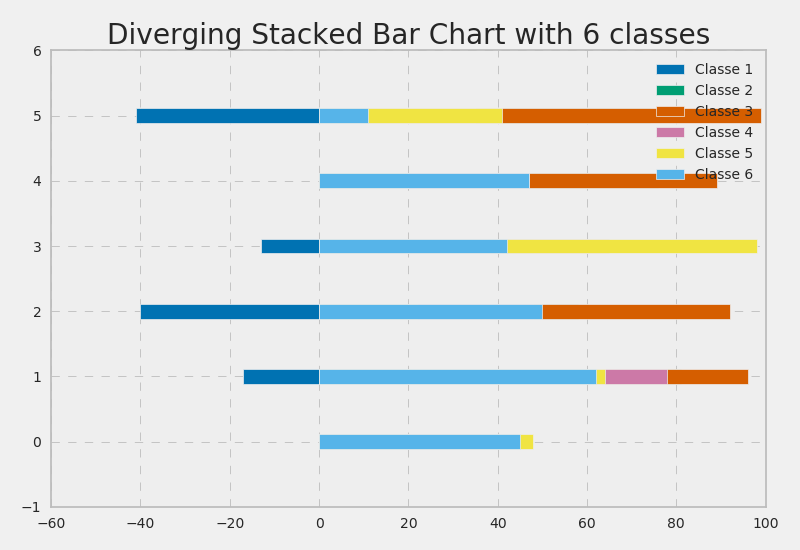 Diverging Stacked Bar Chart with 6 classes
6
5
4
3
2
1
0
−1
−60
−40
−20
0
20
40
60
80
100
Classe 1
Classe 2
Classe 3
Classe 4
Classe 5
Classe 6